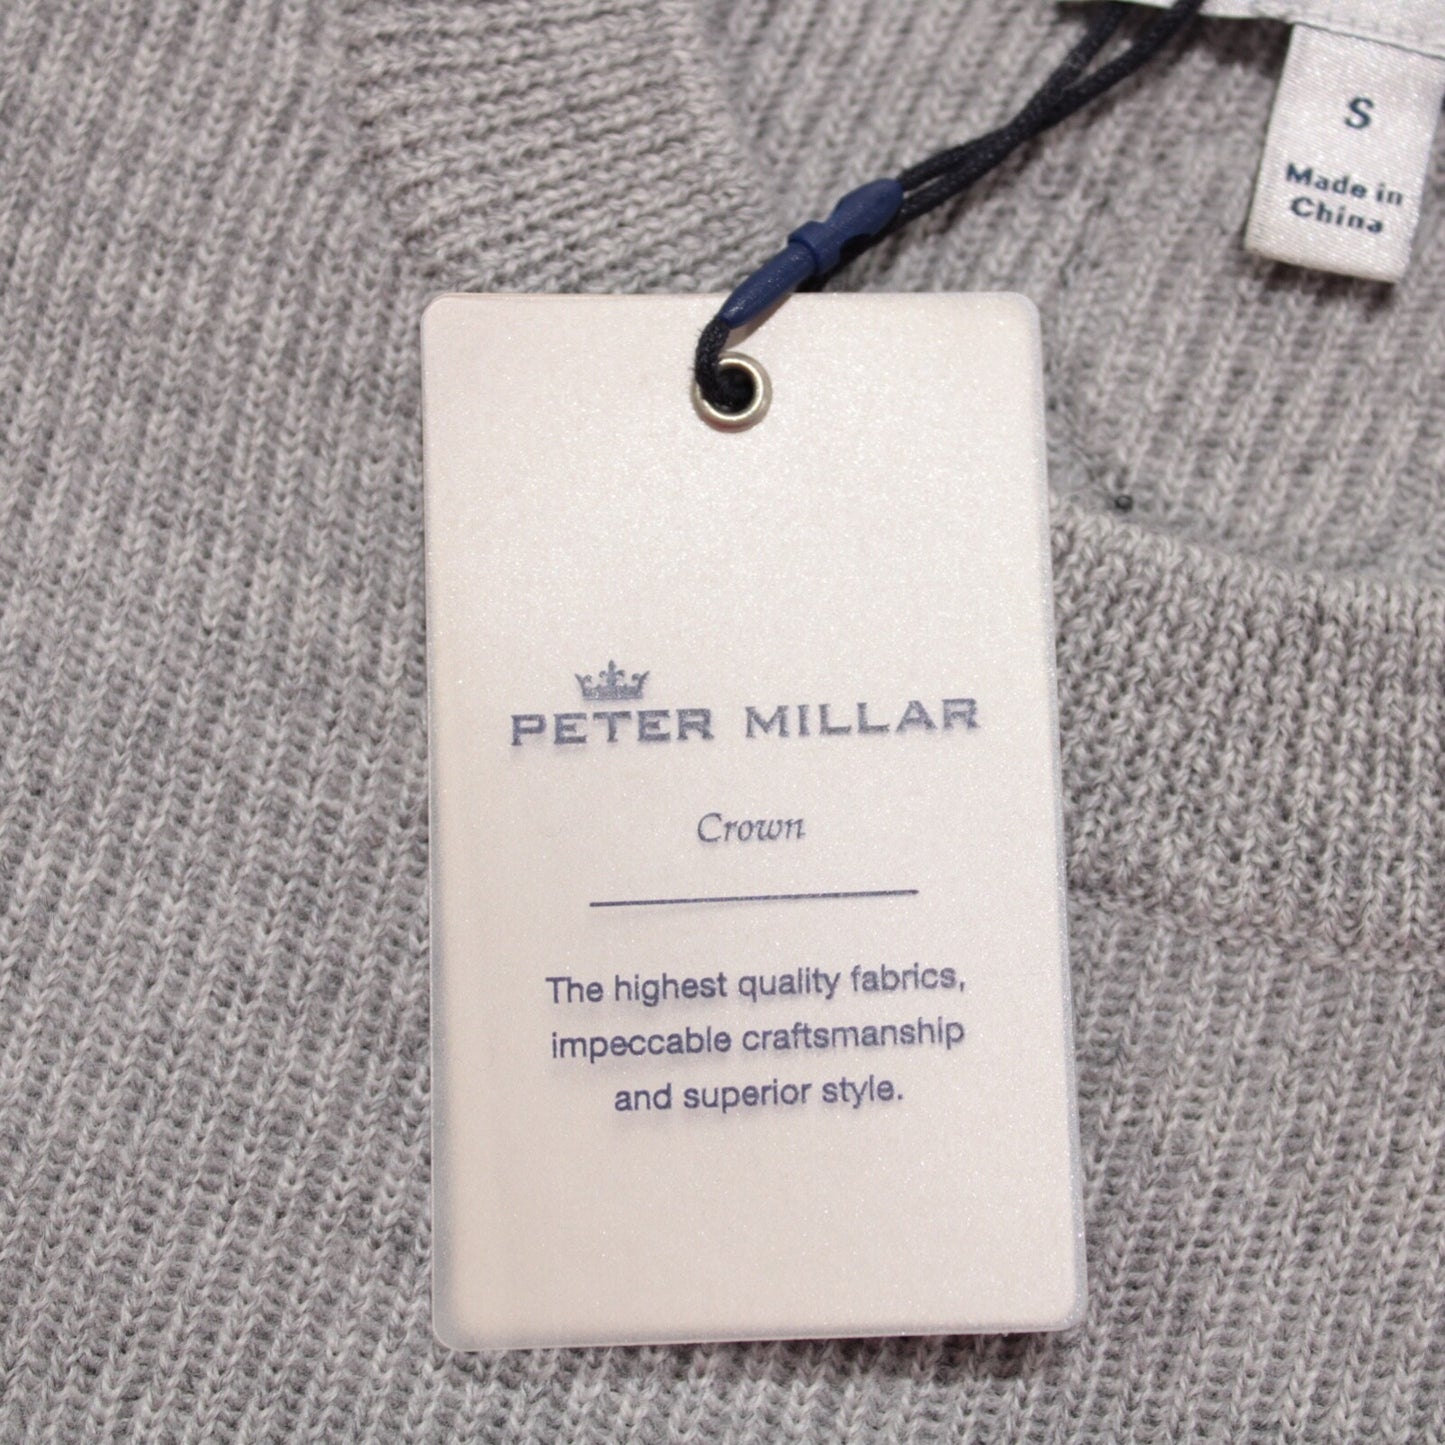 S
Made in
China
PETER MILLAR
Crown
The highest quality fabrics,
impeccable craftsmanship
and superior style.